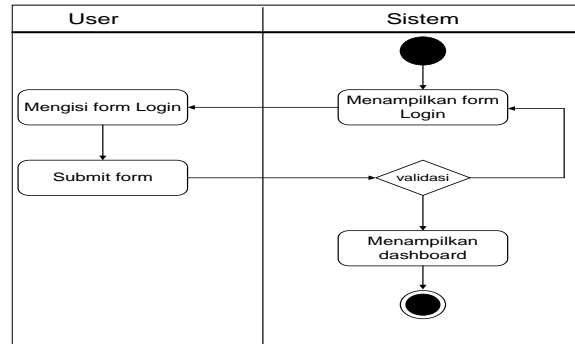 User
Sistem
Mengisi form Login
Menampilkan form
Login
Submit form
validasi
Menampilkan
dashboard